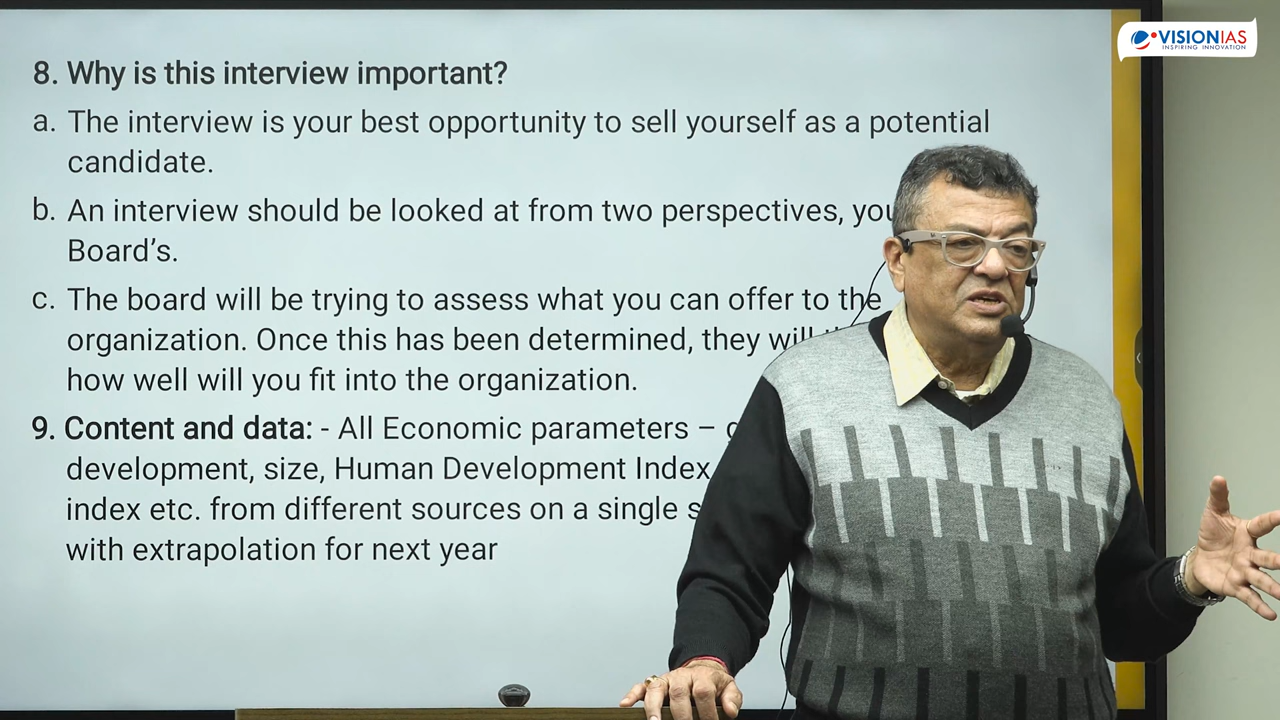 VISIONIAS
INSPIRING INNOVATION
8. Why is this interview important?
a. The interview is your best opportunity to sell yourself as a potential
candidate.
b. An interview should be looked at from two perspectives,
Board's.
c. The board will be trying to assess what you can offer to the
organization. Once this has been determined, they will
how well will you fit into the organization.
9. Content and data: - All Economic parameters –
development, size, Human Development Index
index etc. from different sources on a single
with extrapolation for next year